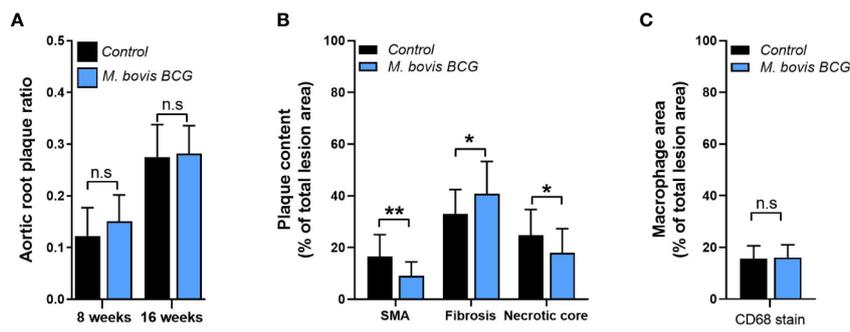 A
Aortic root plaque ratio
0.5
0.4
0.3
0.2
0.1
0.0
Control
M. bovis BCG
n.s
n.s
8 weeks
16 weeks
B
Plaque content
(% of total lesion area)
100
80
60
40
20
0
Control
M. bovis BCG
**
*
*
SMA
Fibrosis
Necrotic core
C
Macrophage area
(% of total lesion area)
100
80
60
40
20
0
Control
M. bovis BCG
n.s
CD68 stain